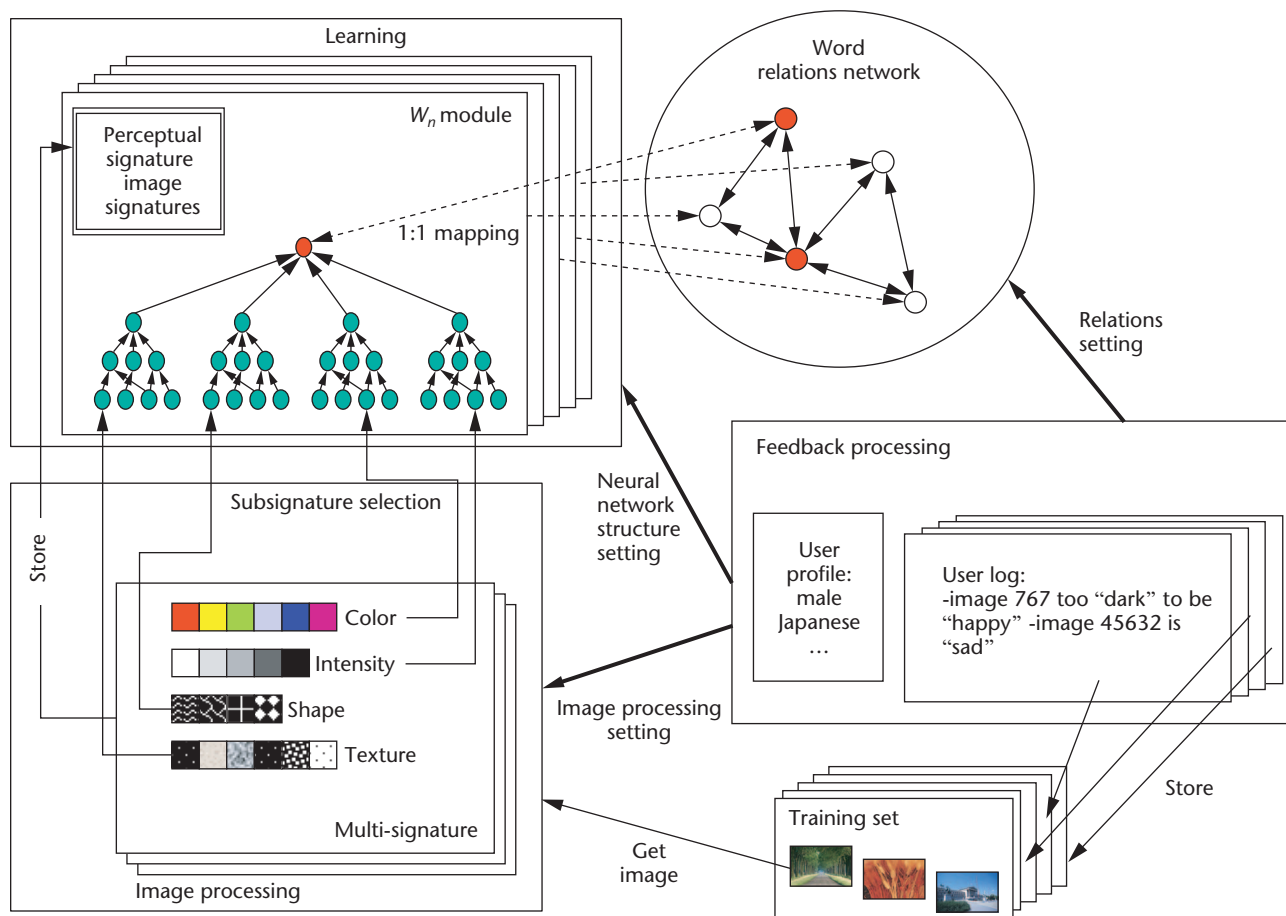 Learning
Word
relations network
W_n module
Perceptual
signature
image
signatures
1:1 mapping
Relations
setting
Feedback processing
Neural
network
structure
setting
User
profile:
male
Japanese
…
User log:
-image 767 too “dark” to be
“happy” -image 45632 is
“sad”
Subsignature selection
Store
Color
Intensity
Shape
Texture
Multi-signature
Image processing
Image processing
setting
Store
Training set
Get
image